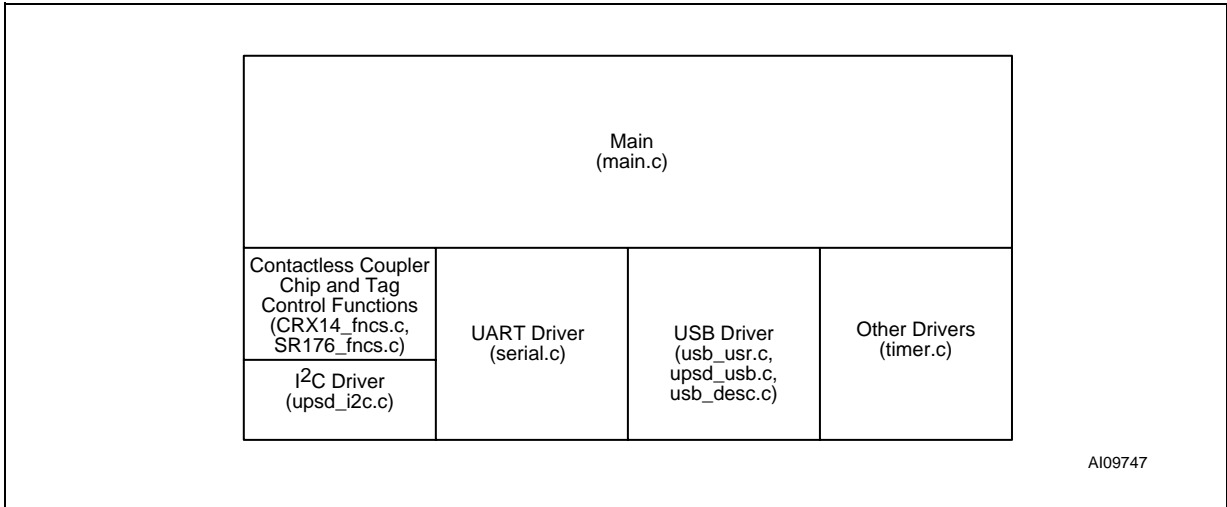 Main
(main.c)
Contactless Coupler
Chip and Tag
Control Functions
(CRX14_fncs.c,
SR176_fncs.c)
I2C Driver
(upsd_i2c.c)
UART Driver
(serial.c)
USB Driver
(usb_usr.c,
upsd_usb.c,
usb_desc.c)
Other Drivers
(timer.c)
AI09747